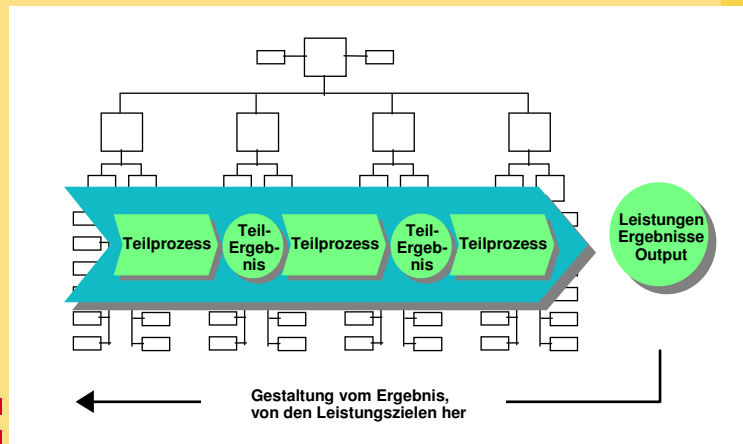 Teilprozess
Teil-
Ergeb-
nis
Teilprozess
Teil-
Ergeb-
nis
Teilprozess
Leistungen
Ergebnisse
Output
Gestaltung vom Ergebnis,
von den Leistungszielen her